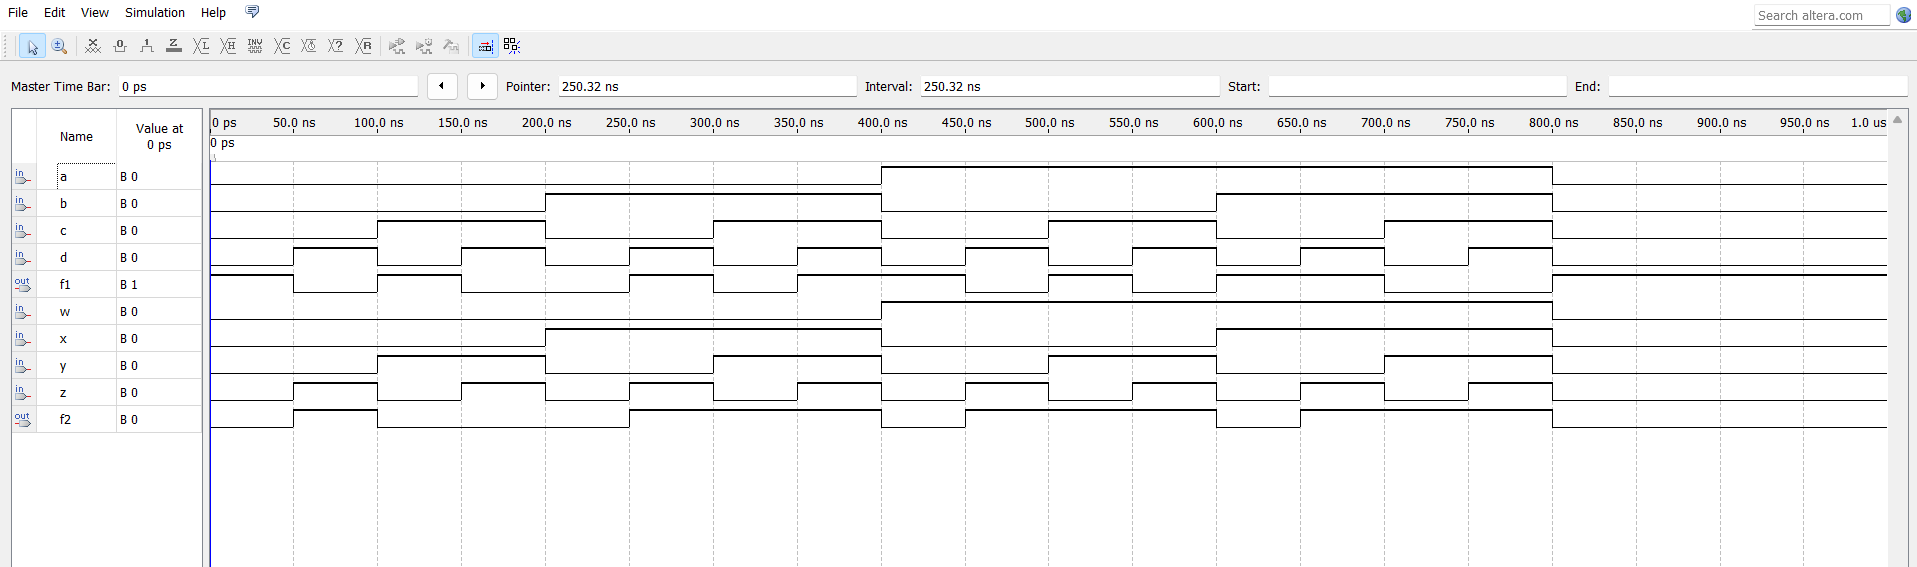 File Edit View Simulation Help
Search altera.com
Master Time Bar: 0 ps Pointer: 250.32 ns Interval: 250.32 ns Start: End:
Name Value at 0 ps
0 ps 50.0 ns 100.0 ns 150.0 ns 200.0 ns 250.0 ns 300.0 ns 350.0 ns 400.0 ns 450.0 ns 500.0 ns 550.0 ns 600.0 ns 650.0 ns 700.0 ns 750.0 ns 800.0 ns 850.0 ns 900.0 ns 950.0 ns 1.0 us
0 ps
in a B 0
in b B 0
in c B 0
in d B 0
out f1 B 1
in w B 0
in x B 0
in y B 0
in z B 0
out f2 B 0